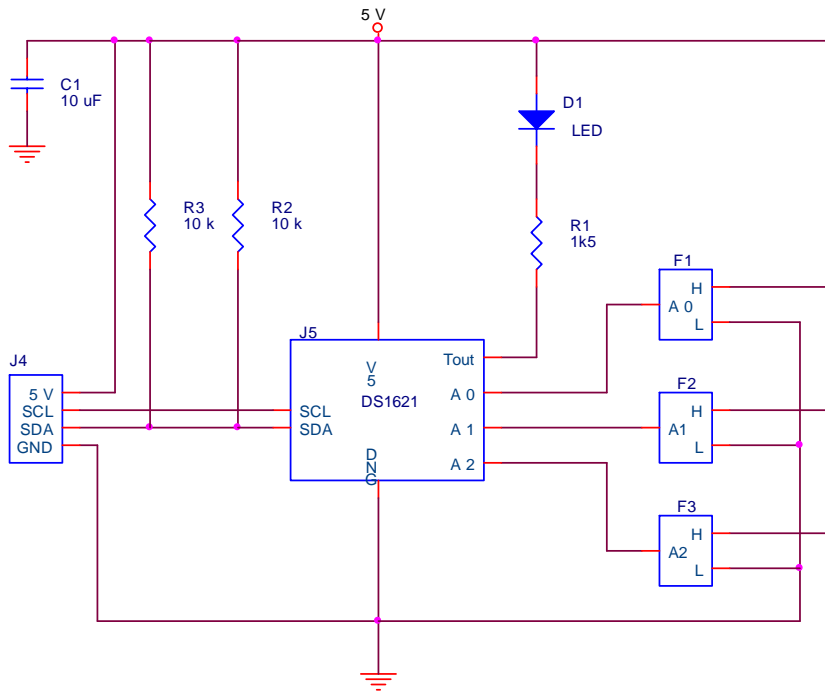 5 V
C1
10 uF
D1
LED
R3
10 k
R2
10 k
R1
1k5
F1
H
A 0
L
J4
5 V
SCL
SDA
GND
J5
V
5
DS1621
SCL
SDA
D
N
G
Tout
A 0
A 1
A 2
F2
H
A1
L
F3
H
A2
L